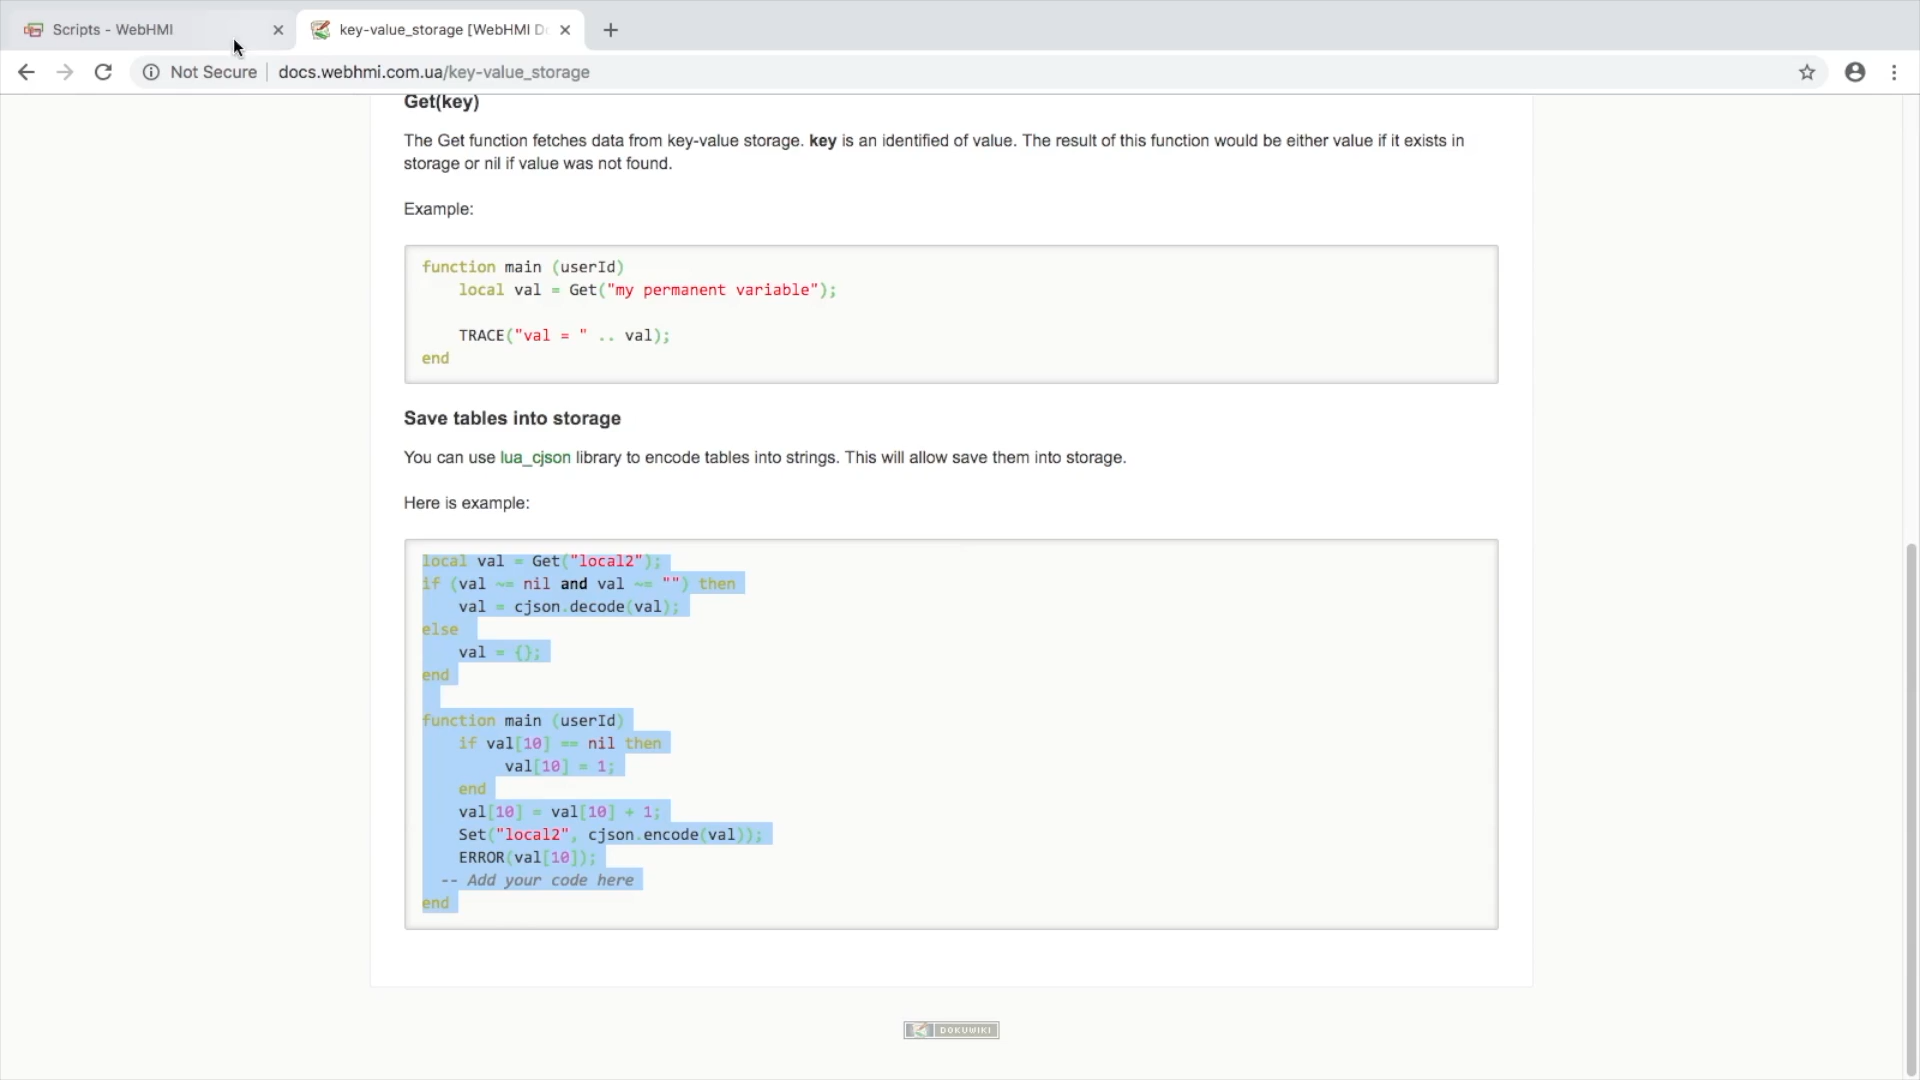 Scripts - WebHMI
key-value_storage [WebHMI D
Not Secure
docs.webhmi.com.ua/key-value_storage
Get(key)
The Get function fetches data from key-value storage. key is an identified of value. The result of this function would be either value if it exists in
storage or nil if value was not found.
Example:
function main (userId)
    local val = Get("my permanent variable");
    TRACE("val = " .. val);
end
Save tables into storage
You can use lua_cjson library to encode tables into strings. This will allow save them into storage.
Here is example:
local val = Get("local2");
if (val ~= nil and val ~= "") then
    val = cjson.decode(val);
else
    val = {};
end
function main (userId)
    if val[10] == nil then
         val[10] = 1;
    end
    val[10] = val[10] + 1;
    Set("local2", cjson.encode(val));
    ERROR(val[10]);
  -- Add your code here
end
DOKUWIKI